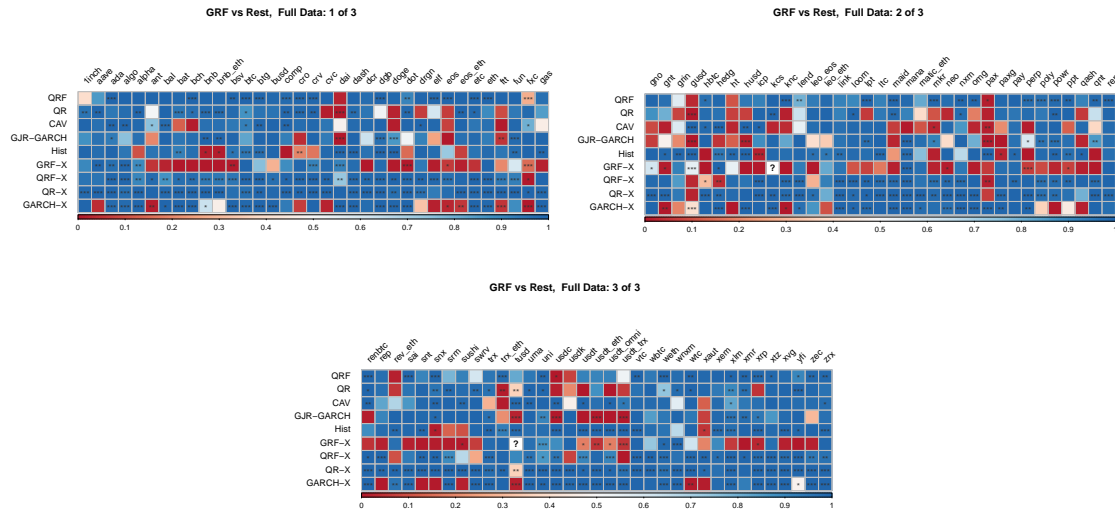 GRF vs Rest, Full Data: 1 of 3
1inch aave ada algo alpha ant bal bat bch bnb bnb_eth bsv btc btg busd comp cro crv cvc dai dash dcr dgb doge dot drgn elf eos eos_eth etc eth ftt fun gas
QRF
QR
CAV
GJR−GARCH
Hist
GRF−X
QRF−X
QR−X
GARCH−X
0 0.1 0.2 0.3 0.4 0.5 0.6 0.7 0.8 0.9 1
GRF vs Rest, Full Data: 2 of 3
gno gnt grin gusd hbtc hedg ht husd icp kcs knc lend leo_eos leo_eth link loom lpt ltc maid mana matic_eth mkr neo nxm omg pax paxg pay perp poly powr ppt qash qnt ren
QRF
QR
CAV
GJR−GARCH
Hist
GRF−X ?
QRF−X
QR−X
GARCH−X
0 0.1 0.2 0.3 0.4 0.5 0.6 0.7 0.8 0.9 1
GRF vs Rest, Full Data: 3 of 3
renbtc rep rev_eth sai snt snx srm sushi swrv trx trx_eth tusd uma uni usdc usdk usdt usdt_eth usdt_omni usdt_trx vtc wbtc weth wnxm wtc xaut xem xlm xmr xrp xtz xvg yfi zec zrx
QRF
QR
CAV
GJR−GARCH
Hist
GRF−X ?
QRF−X
QR−X
GARCH−X
0 0.1 0.2 0.3 0.4 0.5 0.6 0.7 0.8 0.9 1